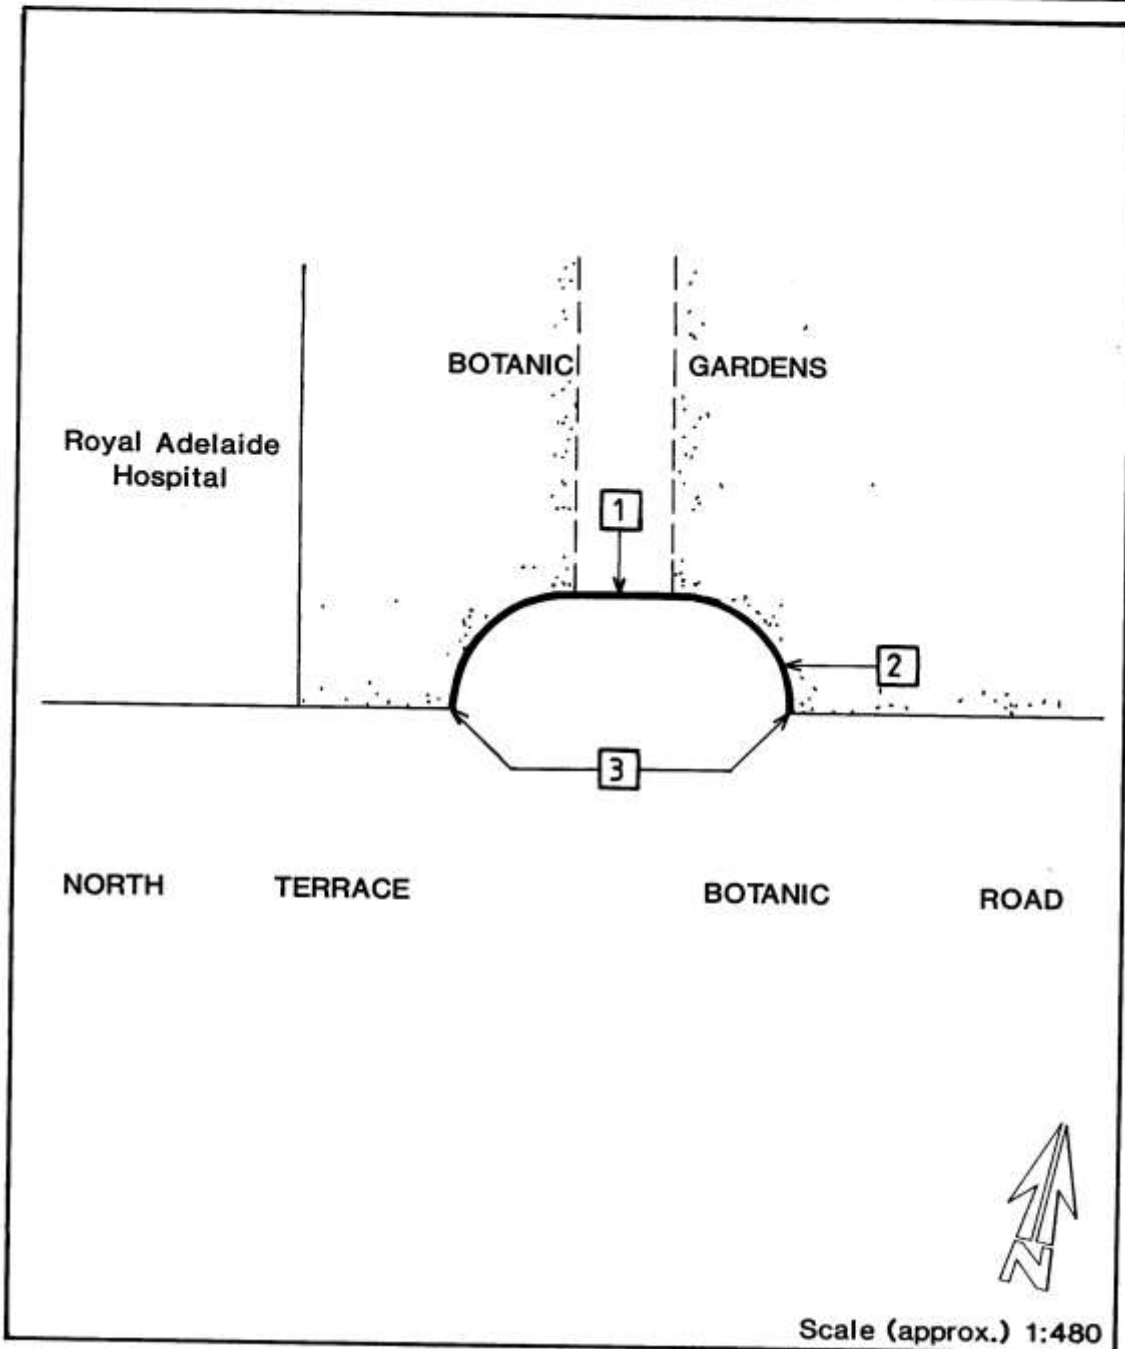 BOTANIC GARDENS
Royal Adelaide
Hospital
1
2
3
NORTH TERRACE BOTANIC ROAD
N
Scale (approx.) 1:480